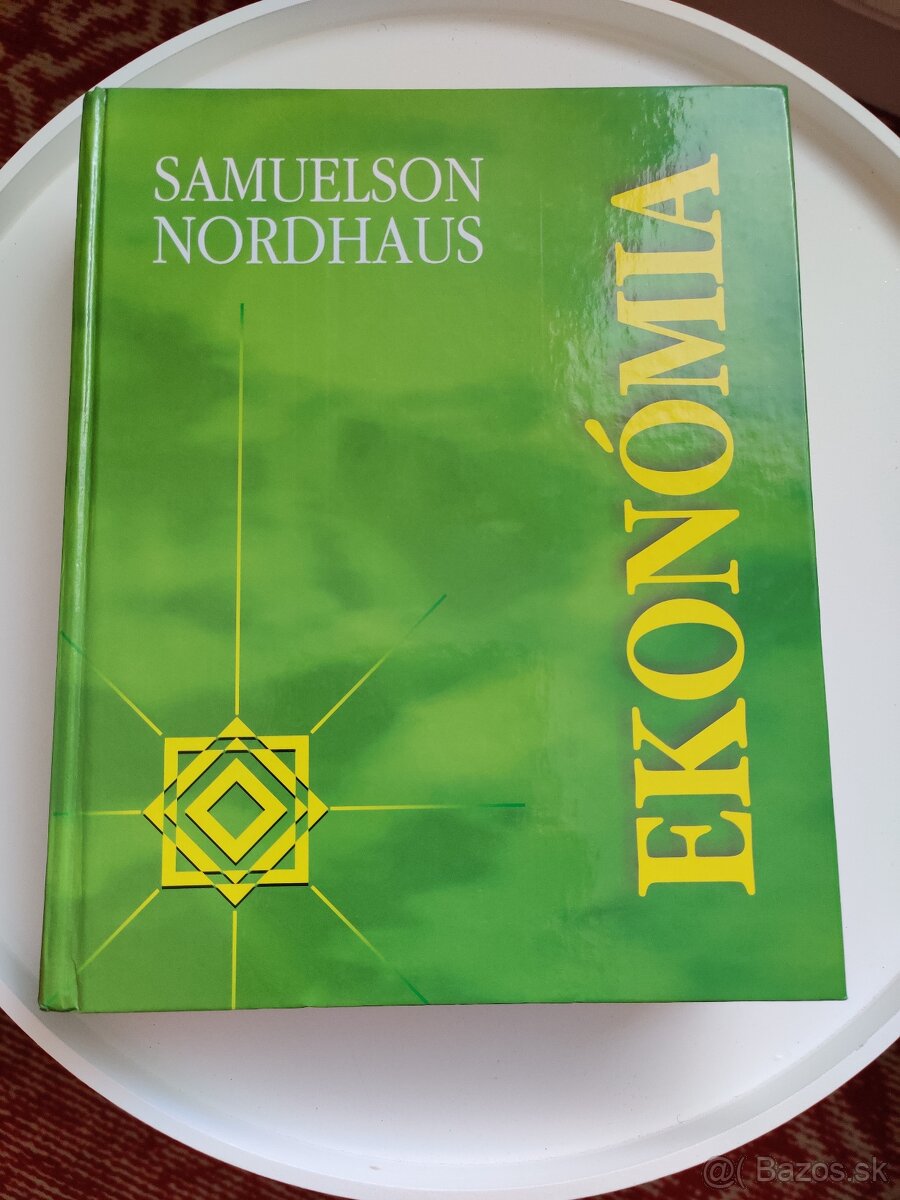 SAMUELSON
NORDHAUS
EKONÓMIA
@( Bazos.sk